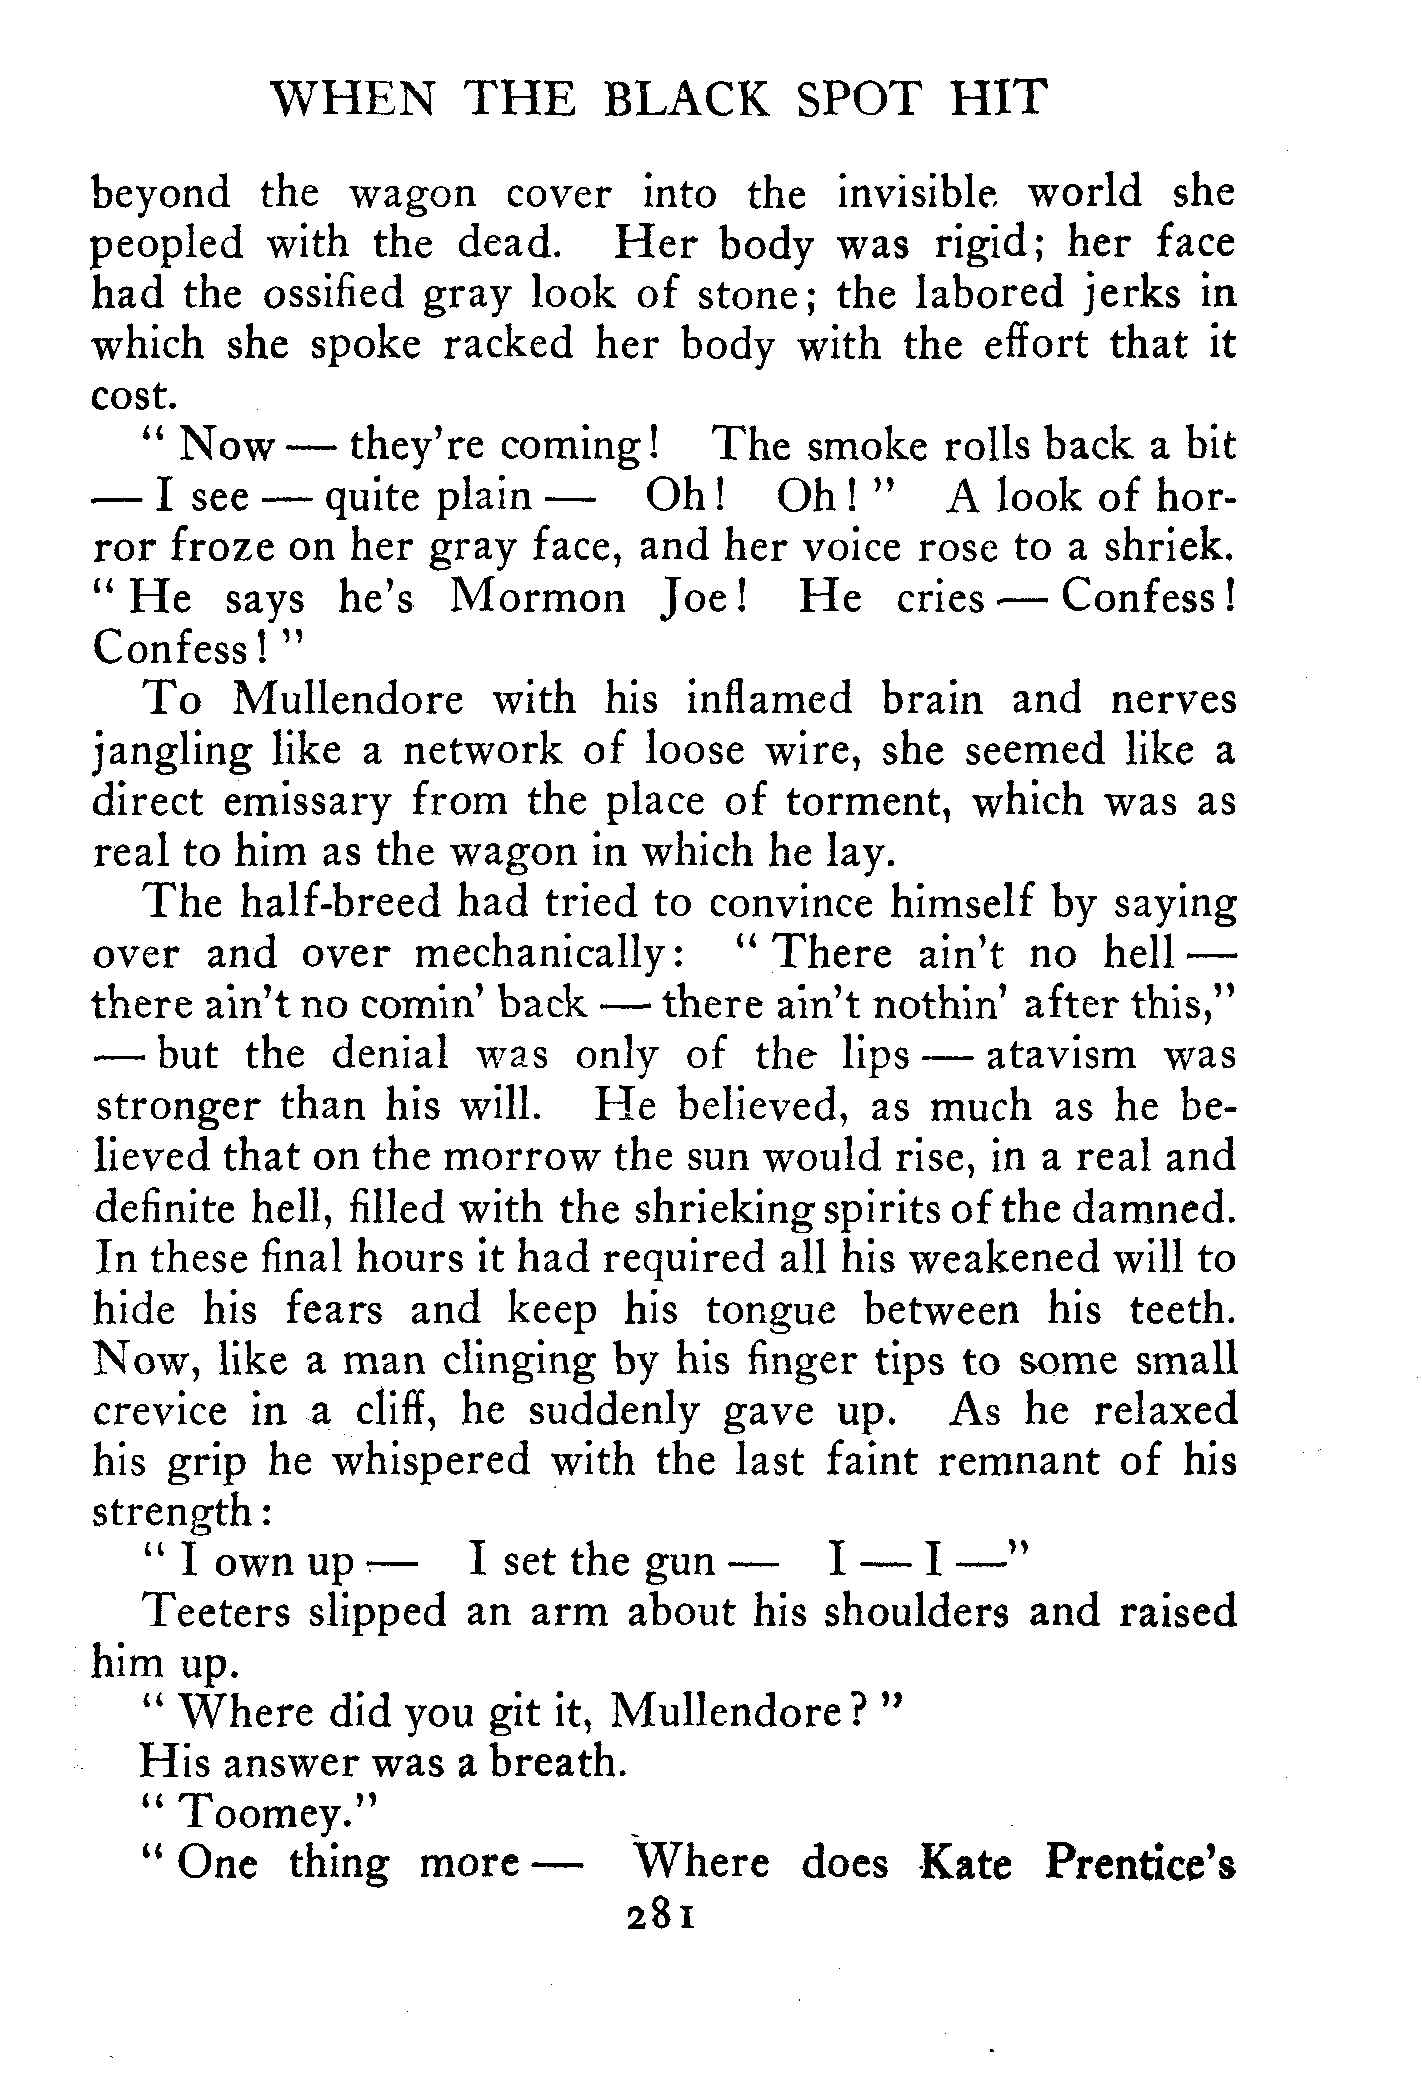 WHEN THE BLACK SPOT HIT
beyond the wagon cover into the invisible world she
peopled with the dead. Her body was rigid; her face
had the ossified gray look of stone; the labored jerks in
which she spoke racked her body with the effort that it
cost.
" Now — they're coming! The smoke rolls back a bit
— I see — quite plain — Oh! Oh! " A look of hor-
ror froze on her gray face, and her voice rose to a shriek.
" He says he's Mormon Joe! He cries — Confess!
Confess! "
To Mullendore with his inflamed brain and nerves
jangling like a network of loose wire, she seemed like a
direct emissary from the place of torment, which was as
real to him as the wagon in which he lay.
The half-breed had tried to convince himself by saying
over and over mechanically: " There ain't no hell —
there ain't no comin' back — there ain't nothin' after this,"
— but the denial was only of the lips — atavism was
stronger than his will. He believed, as much as he be-
lieved that on the morrow the sun would rise, in a real and
definite hell, filled with the shrieking spirits of the damned.
In these final hours it had required all his weakened will to
hide his fears and keep his tongue between his teeth.
Now, like a man clinging by his finger tips to some small
crevice in a cliff, he suddenly gave up. As he relaxed
his grip he whispered with the last faint remnant of his
strength:
" I own up — I set the gun — I — I —"
Teeters slipped an arm about his shoulders and raised
him up.
" Where did you git it, Mullendore? "
His answer was a breath.
" Toomey."
" One thing more — Where does Kate Prentice's
281